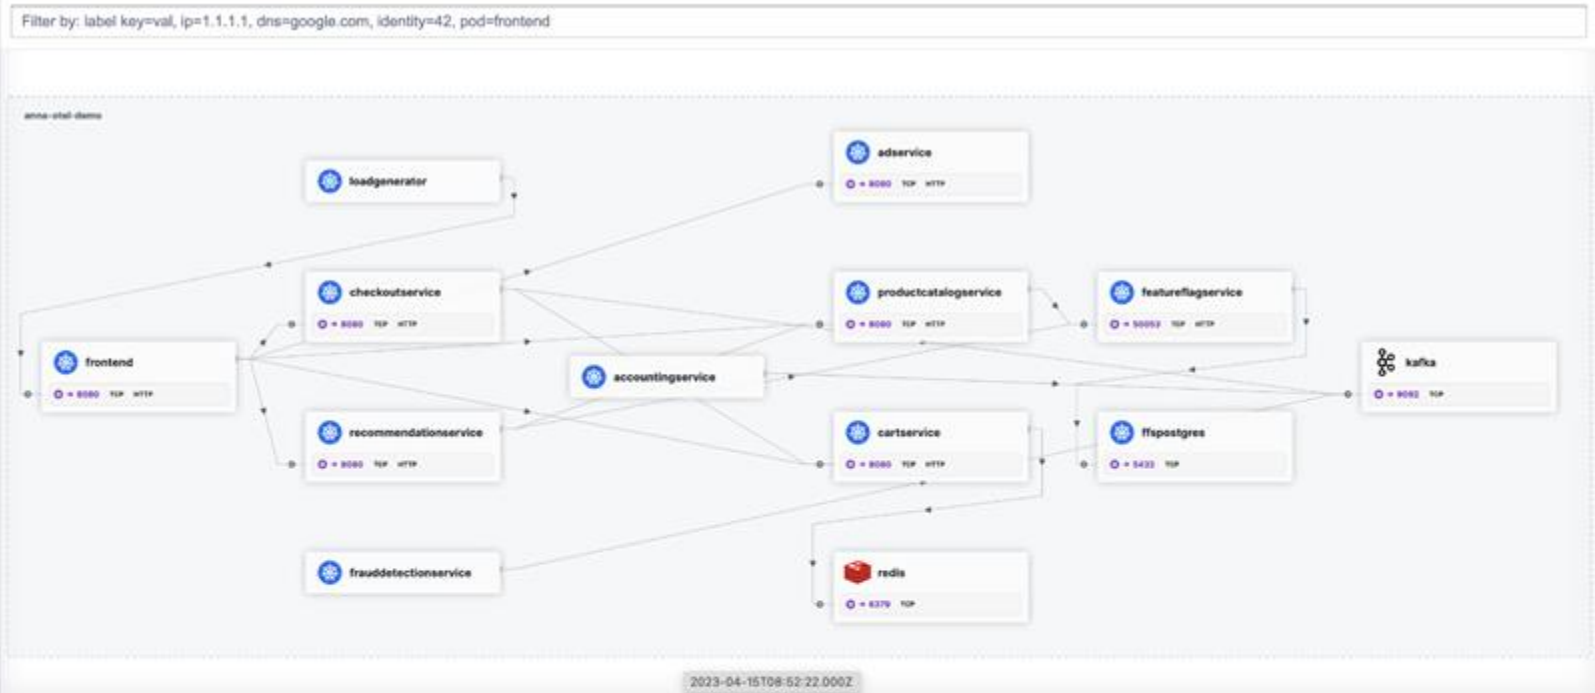 Filter by: label key=val, ip=1.1.1.1, dns=google.com, identity=42, pod=frontend
anna-otel-demo
loadgenerator
adservice
→ 8080 TCP HTTP
checkoutservice
→ 8080 TCP HTTP
productcatalogservice
→ 8080 TCP HTTP
featureflagservice
→ 50053 TCP HTTP
frontend
→ 8080 TCP HTTP
accountingservice
kafka
→ 9092 TCP
recommendationservice
→ 8080 TCP HTTP
cartservice
→ 8080 TCP HTTP
ffspostgres
→ 5432 TCP
frauddetectionservice
redis
→ 6379 TCP
2023-04-15T08:52:22.000Z